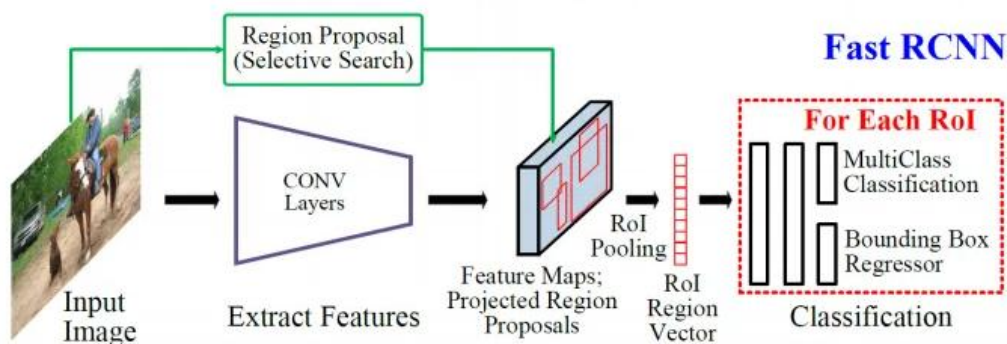 Region Proposal
(Selective Search)
Fast RCNN
For Each RoI
CONV
Layers
MultiClass
Classification
Bounding Box
Regressor
RoI
Pooling
Input
Image
Extract Features
Feature Maps;
Projected Region
Proposals
RoI
Region
Vector
Classification